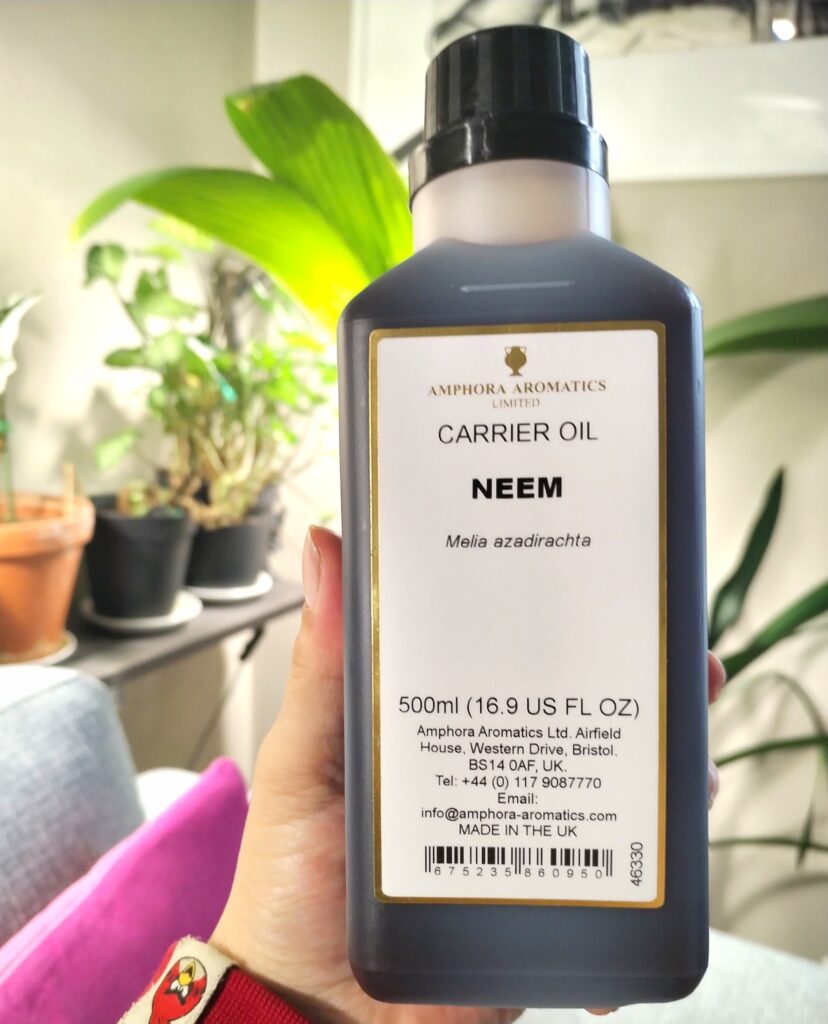 AMPHORA AROMATICS
LIMITED
CARRIER OIL
NEEM
Melia azadirachta
500ml (16.9 US FL OZ)
Amphora Aromatics Ltd. Airfield
House, Western Drive, Bristol.
BS14 0AF, UK.
Tel: +44 (0) 117 9087770
Email:
info@amphora-aromatics.com
MADE IN THE UK
675235860950
46330